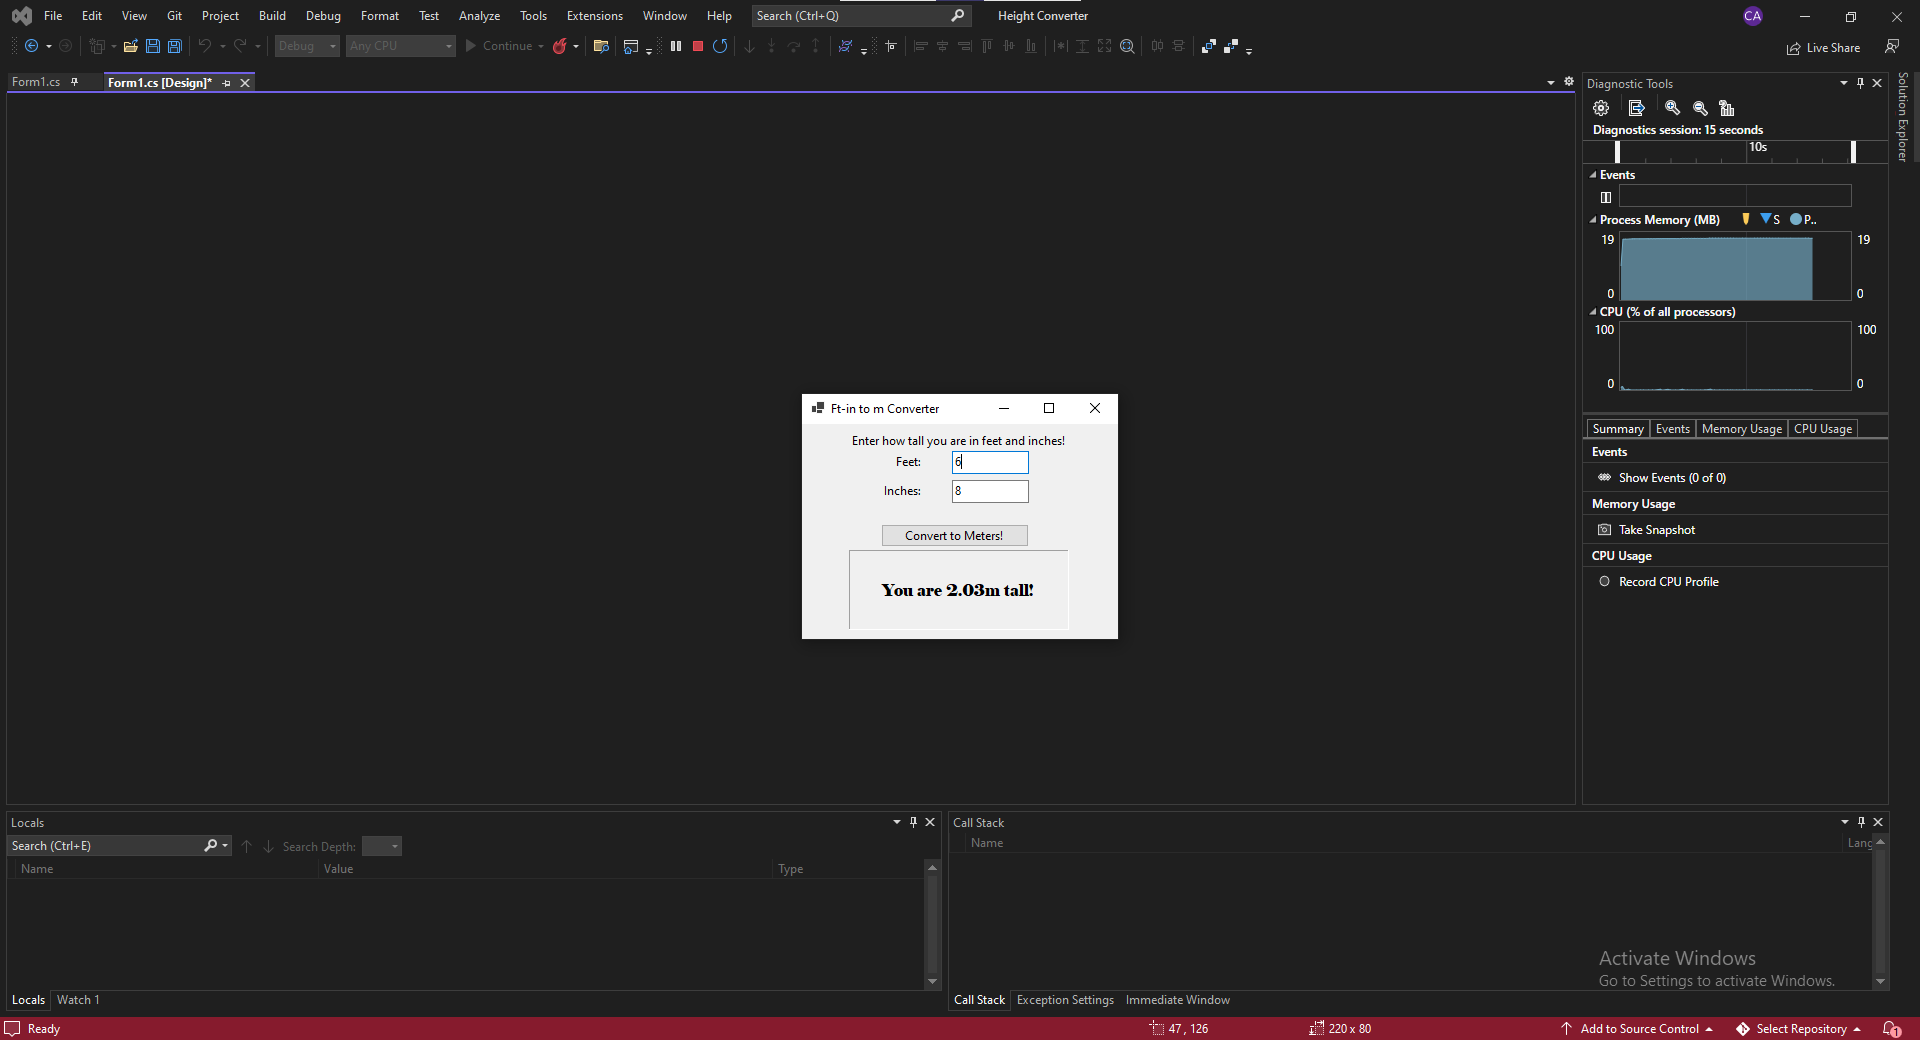 File Edit View Git Project Build Debug Format Test Analyze Tools Extensions Window Help Search (Ctrl+Q) Height Converter CA
Debug Any CPU Continue Live Share
Form1.cs Form1.cs [Design]*
Diagnostic Tools
Solution Explorer
Diagnostics session: 15 seconds
10s
Events
Process Memory (MB) S P..
19 19
0 0
CPU (% of all processors)
100 100
0 0
Summary Events Memory Usage CPU Usage
Events
Show Events (0 of 0)
Memory Usage
Take Snapshot
CPU Usage
Record CPU Profile
Ft-in to m Converter
Enter how tall you are in feet and inches!
Feet: 6
Inches: 8
Convert to Meters!
You are 2.03m tall!
Locals
Search (Ctrl+E) Search Depth:
Name Value Type
Locals Watch 1
Call Stack
Name Lang
Call Stack Exception Settings Immediate Window
Activate Windows
Go to Settings to activate Windows.
Ready 47 , 126 220 x 80 Add to Source Control Select Repository 1